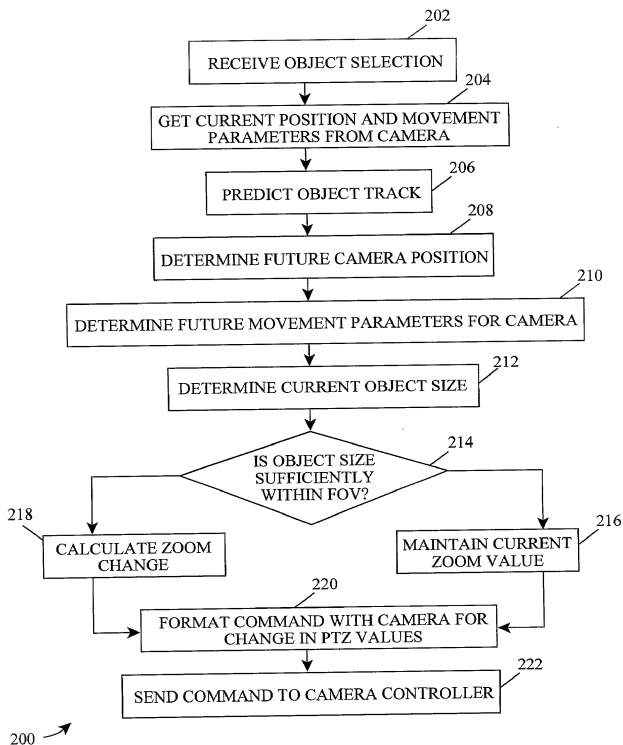 202
RECEIVE OBJECT SELECTION
204
GET CURRENT POSITION AND MOVEMENT
PARAMETERS FROM CAMERA
206
PREDICT OBJECT TRACK
208
DETERMINE FUTURE CAMERA POSITION
210
DETERMINE FUTURE MOVEMENT PARAMETERS FOR CAMERA
212
DETERMINE CURRENT OBJECT SIZE
214
IS OBJECT SIZE
SUFFICIENTLY
WITHIN FOV?
218
CALCULATE ZOOM
CHANGE
216
MAINTAIN CURRENT
ZOOM VALUE
220
FORMAT COMMAND WITH CAMERA FOR
CHANGE IN PTZ VALUES
222
SEND COMMAND TO CAMERA CONTROLLER
200